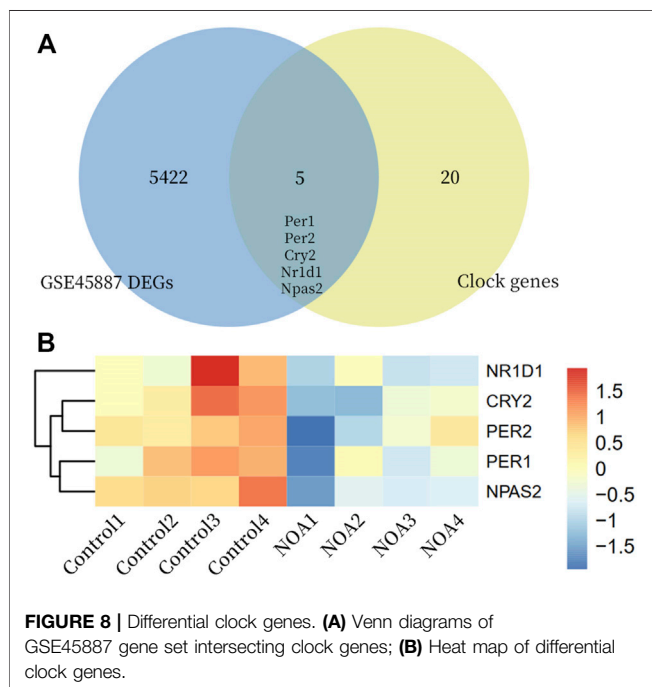 A
5422
5
20
Per1
Per2
Cry2
Nr1d1
Npas2
GSE45887 DEGs
Clock genes
B
NR1D1
CRY2
PER2
PER1
NPAS2
1.5
1
0.5
0
−0.5
−1
−1.5
Control1
Control2
Control3
Control4
NOA1
NOA2
NOA3
NOA4
FIGURE 8 | Differential clock genes. (A) Venn diagrams of
GSE45887 gene set intersecting clock genes; (B) Heat map of differential
clock genes.